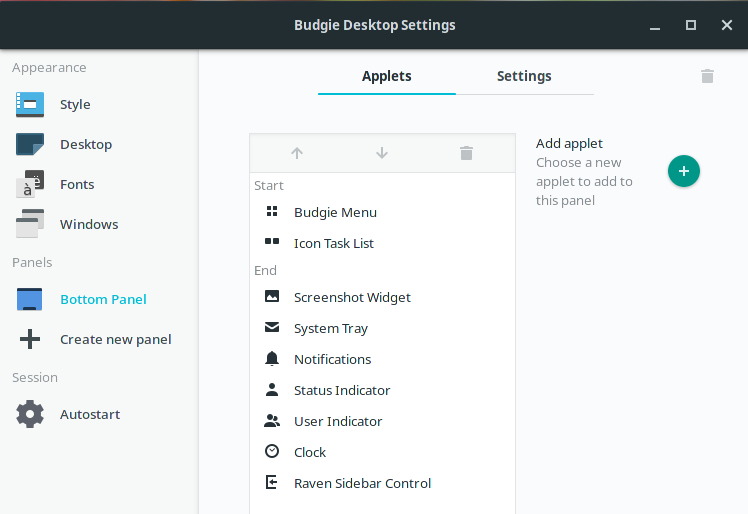 Budgie Desktop Settings
Appearance
Style
Desktop
Fonts
Windows
Panels
Bottom Panel
Create new panel
Session
Autostart
Applets
Settings
Start
Budgie Menu
Icon Task List
End
Screenshot Widget
System Tray
Notifications
Status Indicator
User Indicator
Clock
Raven Sidebar Control
Add applet
Choose a new
applet to add to
this panel